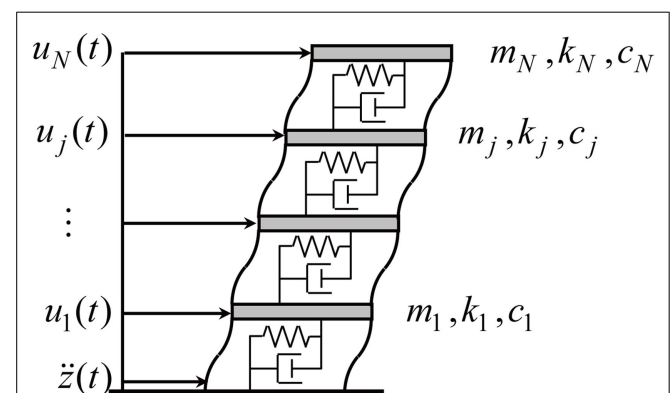 u_N(t) m_N ,k_N ,c_N
u_j(t) m_j ,k_j ,c_j
⋮
u_1(t) m_1 ,k_1 ,c_1
z̈(t)